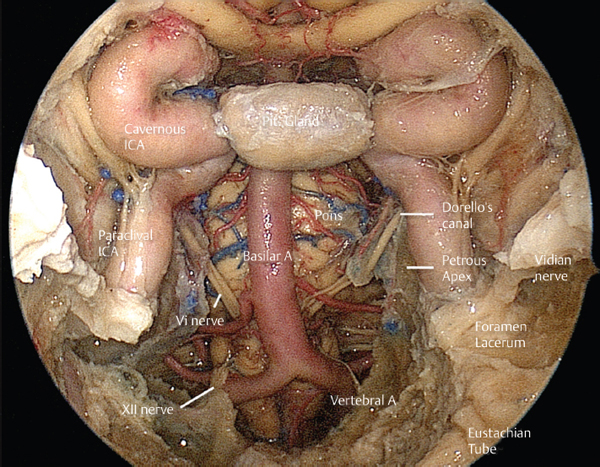 Pit. Gland
Cavernous
ICA
Pons
Dorello's
canal
Paraclival
ICA
Basilar A
Petrous
Apex
Vidian
nerve
Vi nerve
Foramen
Lacerum
XII nerve
Vertebral A
Eustachian
Tube